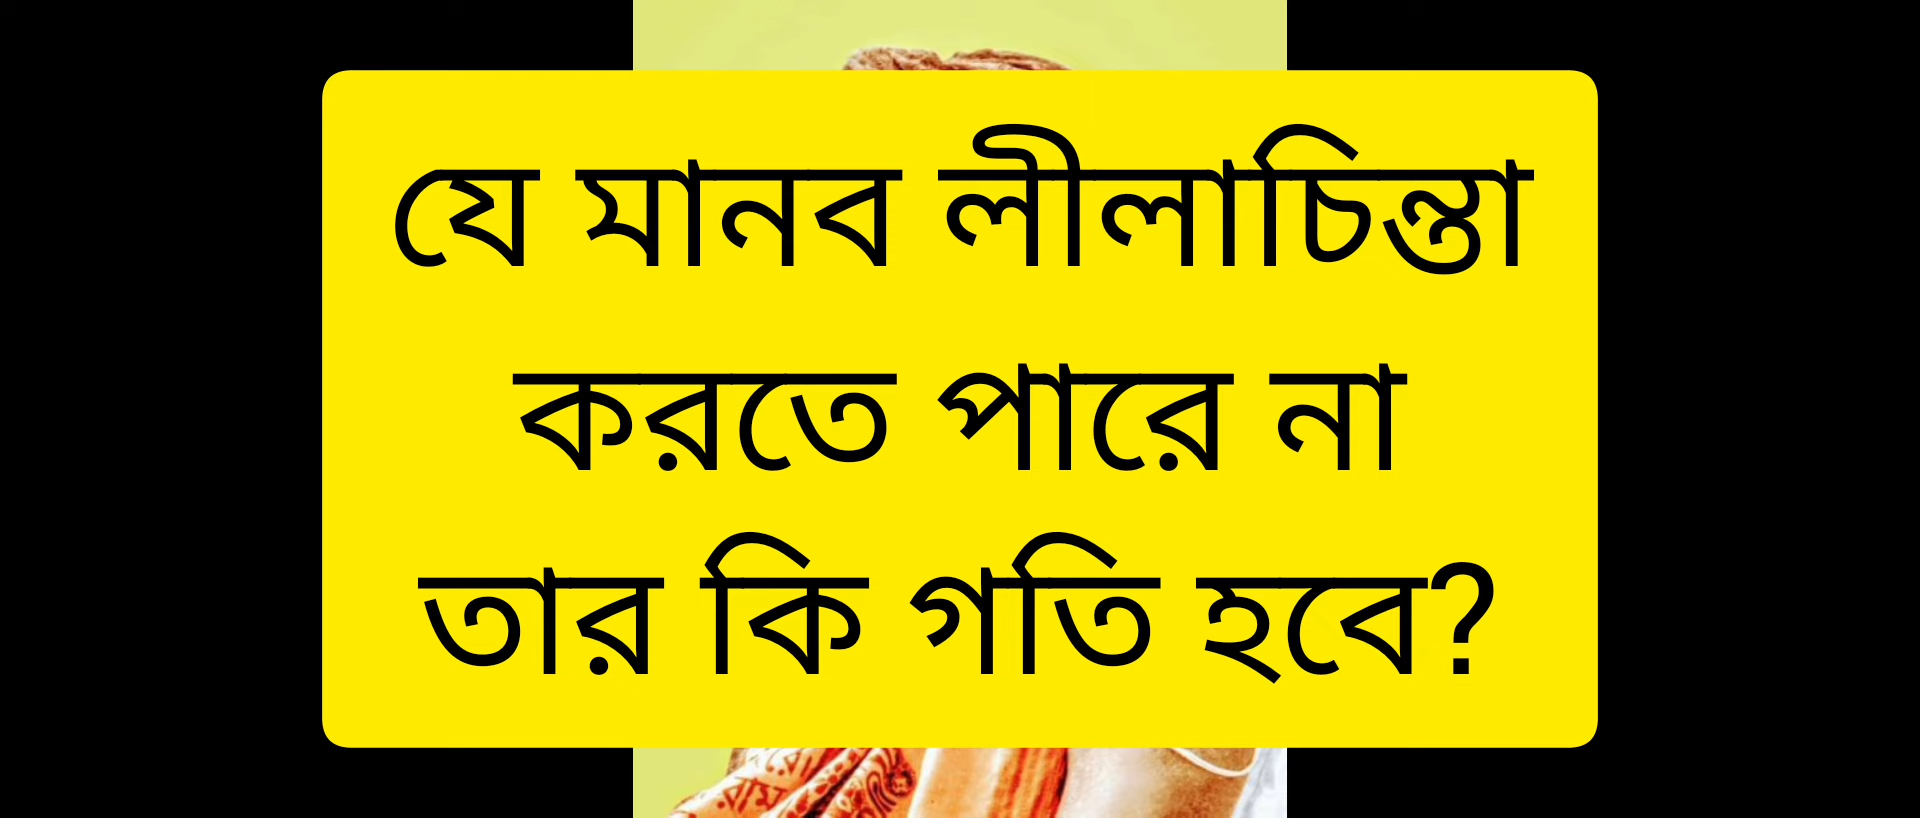 যে মানব লীলাচিন্তা
করতে পারে না
তার কি গতি হবে?
রাম